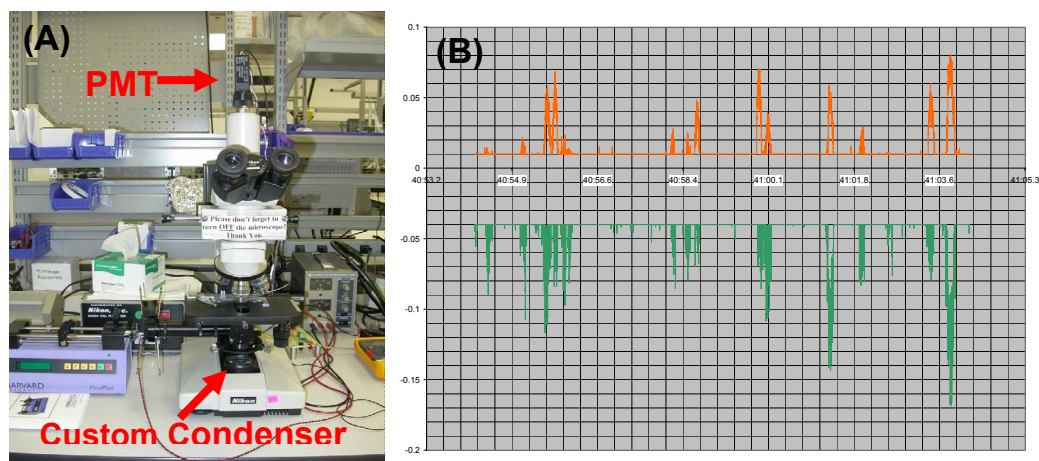 (A)
PMT
Please don't forget to
turn OFF the microscope!
Thank You.
Nikon, Inc.
HARVARD
PicoPlus
Nikon
Custom Condenser
(B)
0.1
0.05
0
40:53.2
40:54.9
40:56.6
40:58.4
41:00.1
41:01.8
41:03.6
41:05.3
-0.05
-0.1
-0.15
-0.2